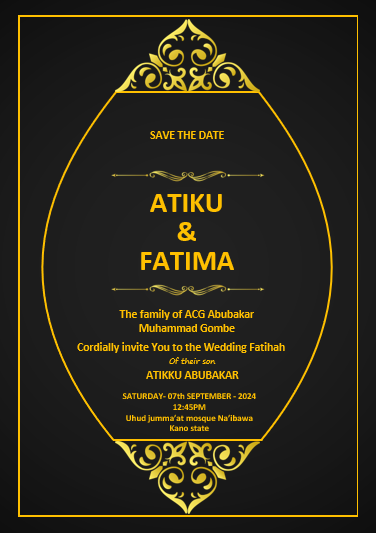 SAVE THE DATE
ATIKU
&
FATIMA
The family of ACG Abubakar
Muhammad Gombe
Cordially invite You to the Wedding Fatihah
Of their son
ATIKKU ABUBAKAR
SATURDAY- 07th SEPTEMBER - 2024
12:45PM
Uhud jumma'at mosque Na'ibawa
Kano state